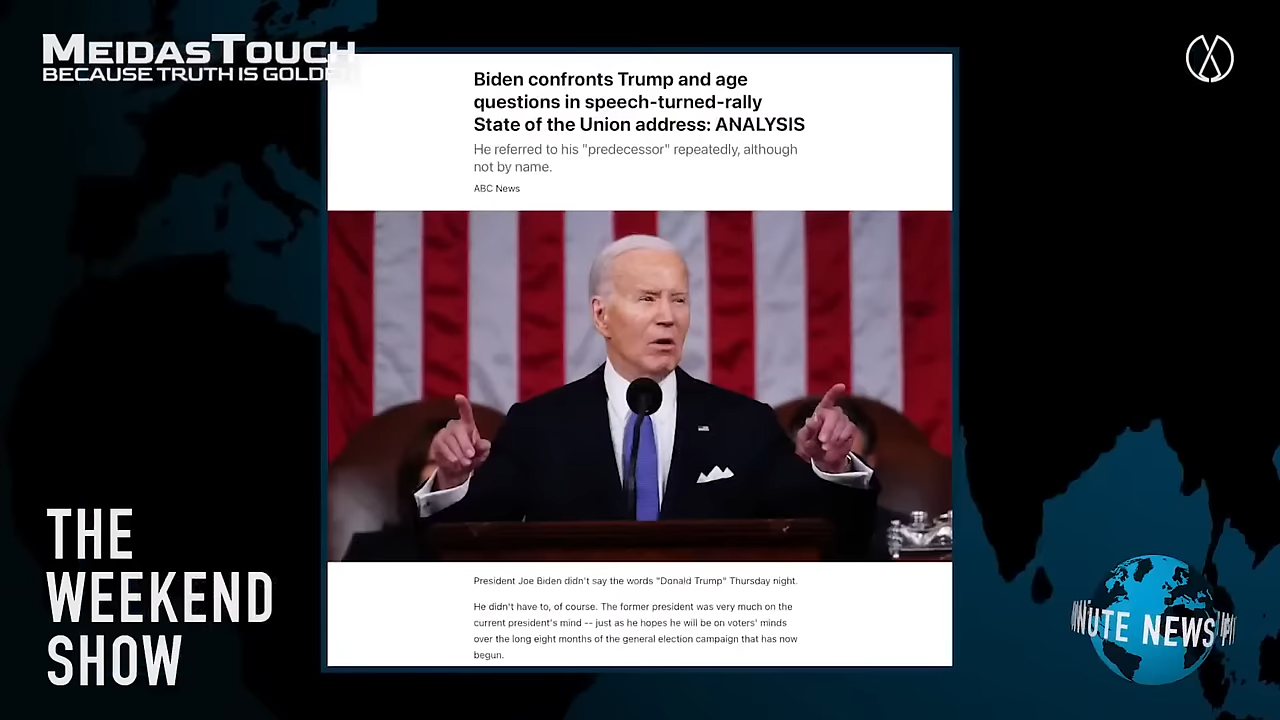 MEIDASTOUCH
BECAUSE TRUTH IS GOLDE
Biden confronts Trump and age
questions in speech-turned-rally
State of the Union address: ANALYSIS
He referred to his "predecessor" repeatedly, although
not by name.
ABC News
President Joe Biden didn't say the words "Donald Trump" Thursday night.
He didn't have to, of course. The former president was very much on the
current president's mind -- just as he hopes he will be on voters' minds
over the long eight months of the general election campaign that has now
begun.
THE
WEEKEND
SHOW
NUTE NEWS